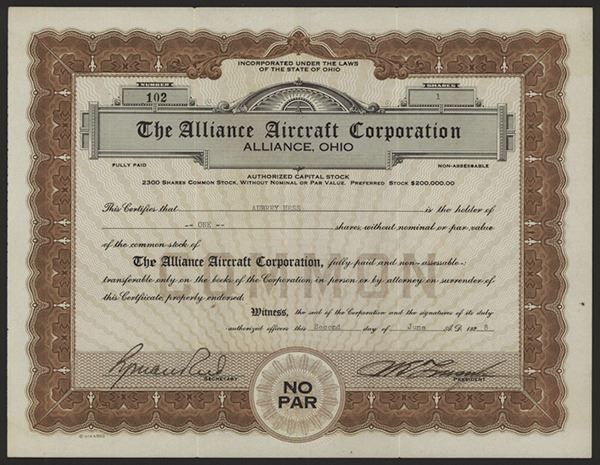 INCORPORATED UNDER THE LAWS
OF THE STATE OF OHIO
NUMBER
102
SHARES
1
The Alliance Aircraft Corporation
ALLIANCE, OHIO
FULLY PAID
NON-ASSESSABLE
AUTHORIZED CAPITAL STOCK
2300 SHARES COMMON STOCK, WITHOUT NOMINAL OR PAR VALUE. PREFERRED STOCK $200,000.00
This Certifies that AUBREY HESS is the holder of
-- ONE -- shares, without nominal or par value
of the common stock of
The Alliance Aircraft Corporation, fully paid and non-assessable,
transferable only on the books of the Corporation in person or by attorney on surrender of
this Certificate, properly endorsed.
COMMON
Witness, the seal of the Corporation and the signatures of its duly
authorized officers this Second day of June A.D. 192 8
SECRETARY
PRESIDENT
NO
PAR